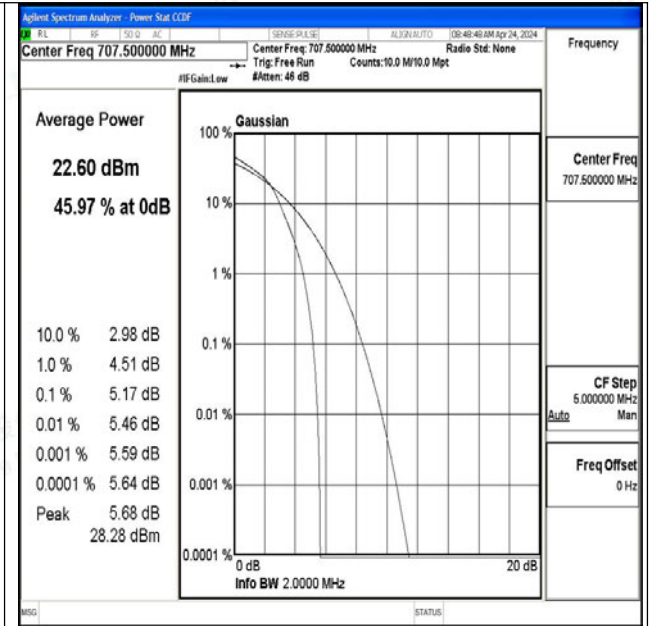 Agilent Spectrum Analyzer - Power Stat CCDF
RL RF 50 Ω AC SENSE:PULSE ALIGN AUTO 08:48:48 AM Apr 24, 2024
Center Freq 707.500000 MHz
Center Freq: 707.500000 MHz Radio Std: None
Trig: Free Run Counts:10.0 M/10.0 Mpt
#IFGain:Low #Atten: 46 dB
Frequency
Average Power
22.60 dBm
45.97 % at 0dB
10.0 % 2.98 dB
1.0 % 4.51 dB
0.1 % 5.17 dB
0.01 % 5.46 dB
0.001 % 5.59 dB
0.0001 % 5.64 dB
Peak 5.68 dB
28.28 dBm
Gaussian
100 %
10 %
1 %
0.1 %
0.01 %
0.001 %
0.0001 %
0 dB 20 dB
Info BW 2.0000 MHz
Center Freq
707.500000 MHz
CF Step
5.000000 MHz
Auto Man
Freq Offset
0 Hz
MSG STATUS